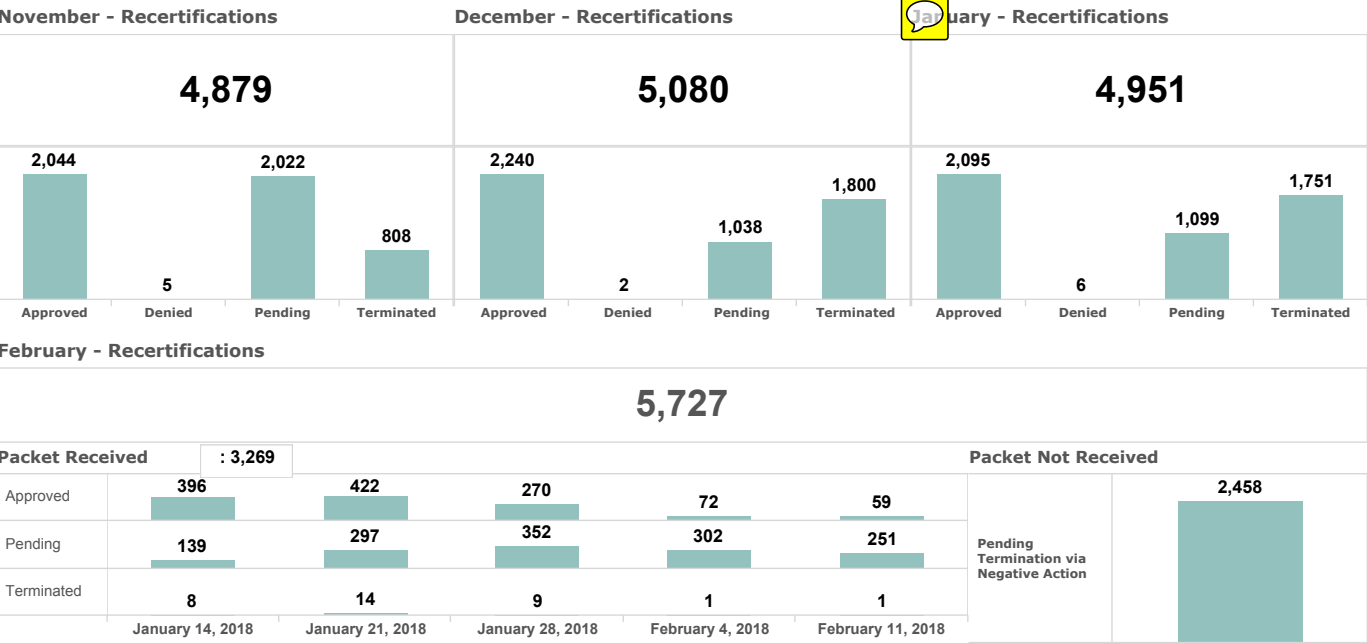 November - Recertifications
December - Recertifications
January - Recertifications
4,879
5,080
4,951
2,044
5
2,022
808
2,240
2
1,038
1,800
2,095
6
1,099
1,751
Approved Denied Pending Terminated
Approved Denied Pending Terminated
Approved Denied Pending Terminated
February - Recertifications
5,727
Packet Received : 3,269
Packet Not Received
Approved 396 422 270 72 59
Pending 139 297 352 302 251
Terminated 8 14 9 1 1
January 14, 2018 January 21, 2018 January 28, 2018 February 4, 2018 February 11, 2018
Pending
Termination via
Negative Action
2,458